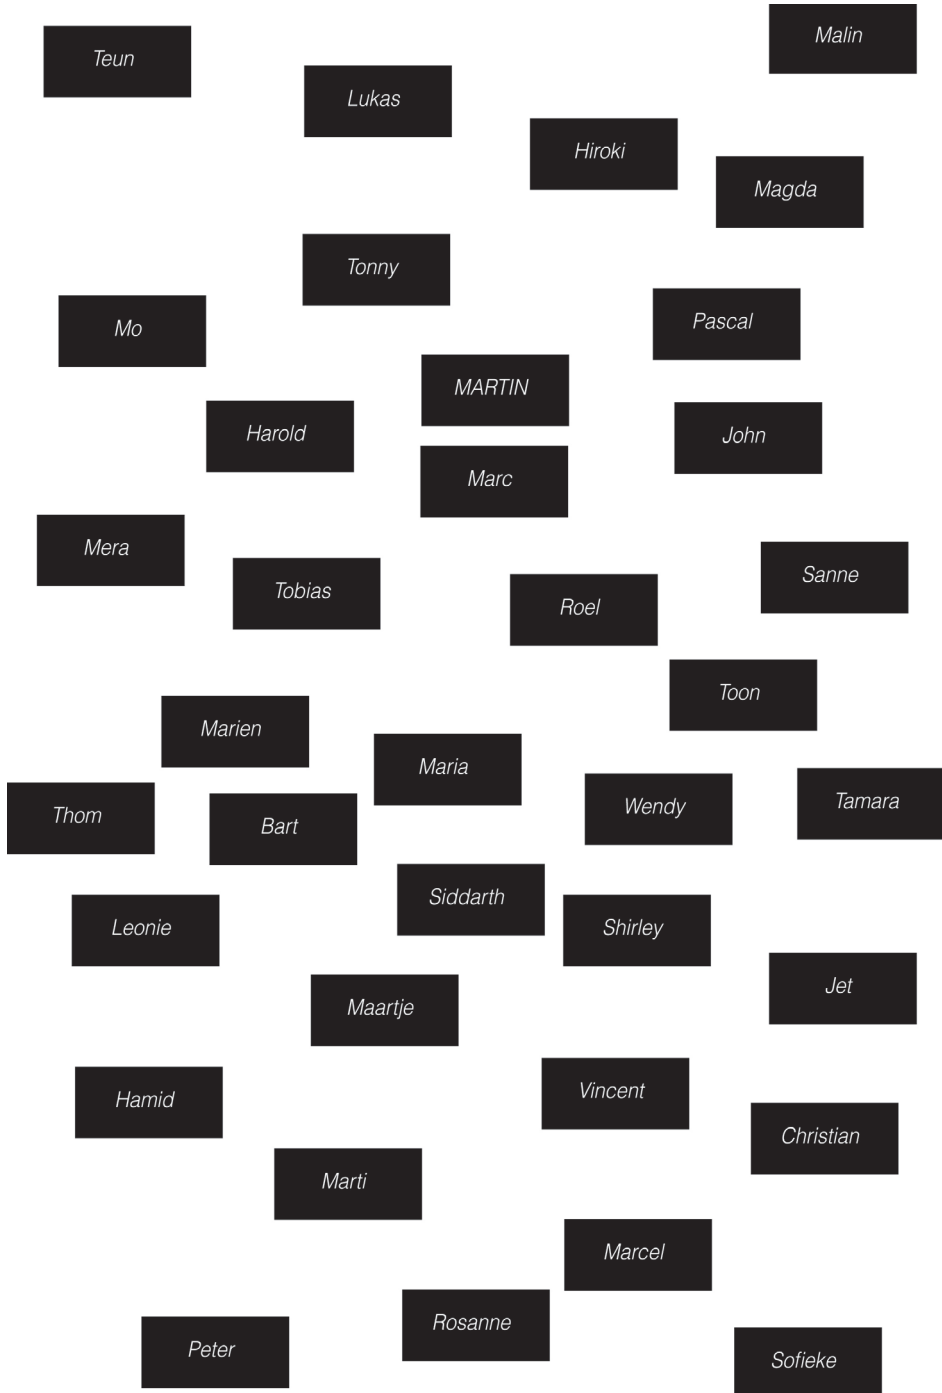 Malin
Teun
Lukas
Hiroki
Magda
Tonny
Pascal
Mo
MARTIN
Harold
John
Marc
Mera
Sanne
Tobias
Roel
Toon
Marien
Maria
Tamara
Wendy
Thom
Bart
Siddarth
Leonie
Shirley
Jet
Maartje
Vincent
Hamid
Christian
Marti
Marcel
Rosanne
Peter
Sofieke